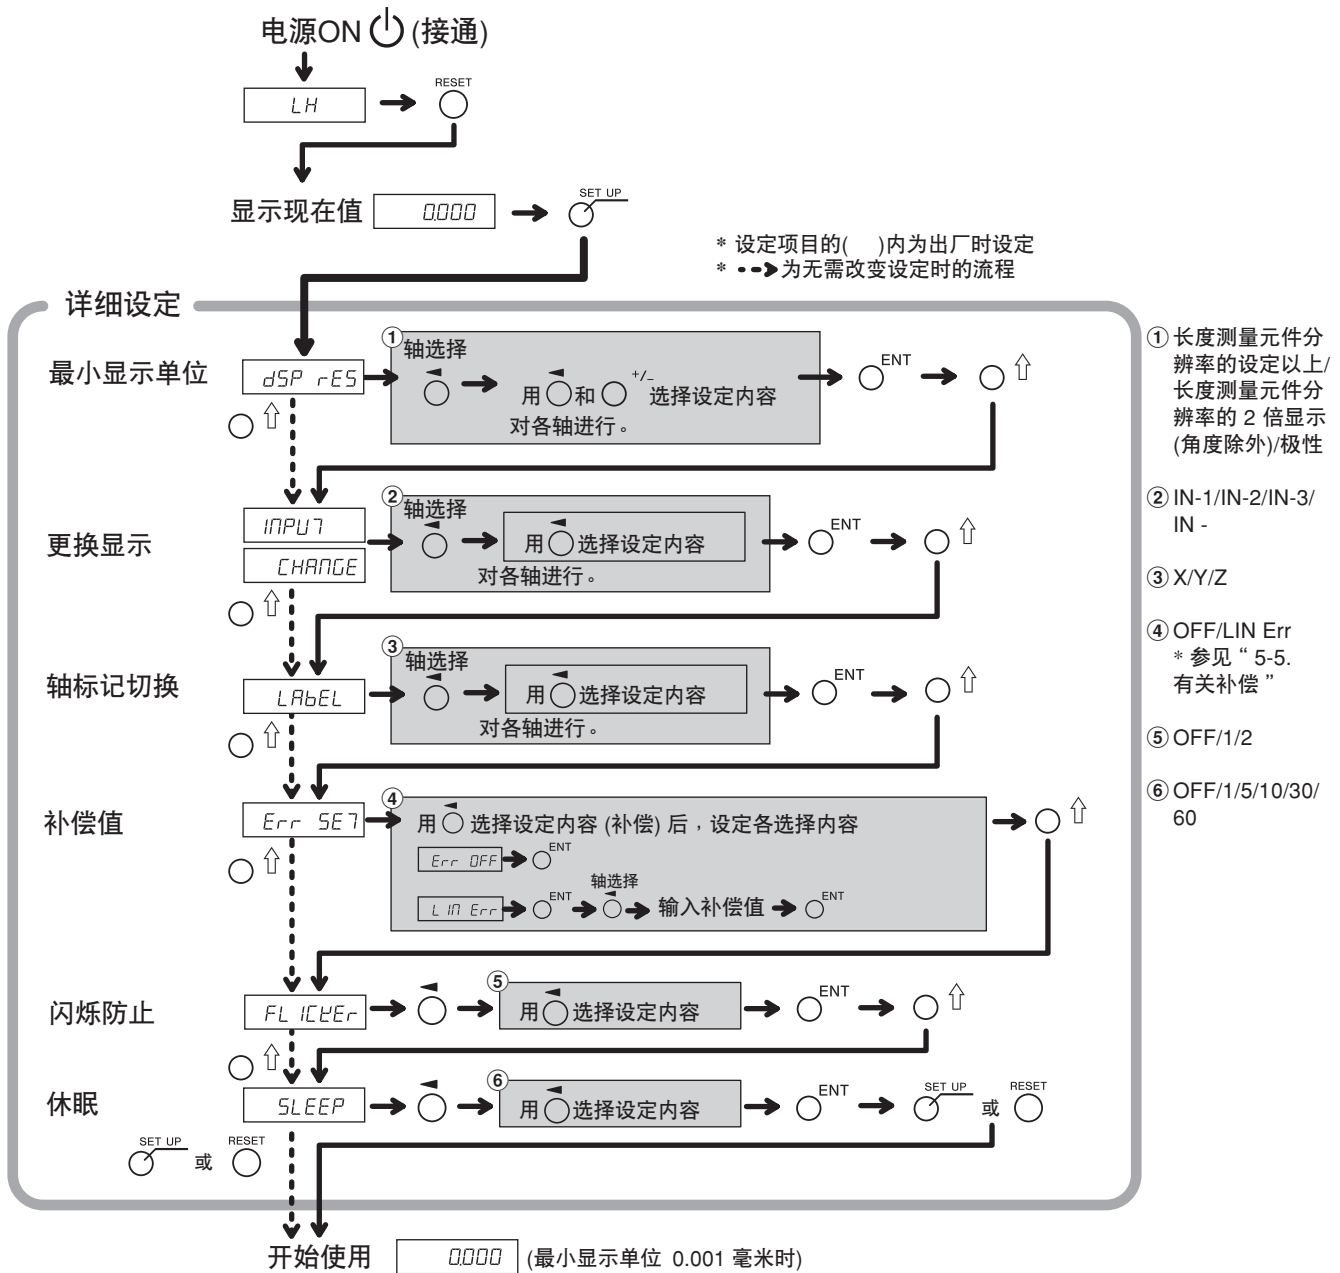 电源ON (接通)
LH
RESET
显示现在值
0.000
SET UP
* 设定项目的( )内为出厂时设定
* 为无需改变设定时的流程
详细设定
最小显示单位
dSP rES
① 轴选择
用 和 +/- 选择设定内容
对各轴进行。
ENT
更换显示
INPUT
CHANGE
② 轴选择
用 选择设定内容
对各轴进行。
ENT
轴标记切换
LAbEL
③ 轴选择
用 选择设定内容
对各轴进行。
ENT
补偿值
Err SET
④
用 选择设定内容 (补偿) 后，设定各选择内容
Err OFF
ENT
LIN Err
ENT
轴选择
输入补偿值
ENT
闪烁防止
FLICKEr
⑤
用 选择设定内容
ENT
休眠
SLEEP
⑥
用 选择设定内容
ENT
SET UP 或 RESET
SET UP 或 RESET
开始使用
0.000
(最小显示单位 0.001 毫米时)
① 长度测量元件分
辨率的设定以上/
长度测量元件分
辨率的 2 倍显示
(角度除外)/极性
② IN-1/IN-2/IN-3/
IN -
③ X/Y/Z
④ OFF/LIN Err
* 参见 “ 5-5.
有关补偿 ”
⑤ OFF/1/2
⑥ OFF/1/5/10/30/
60